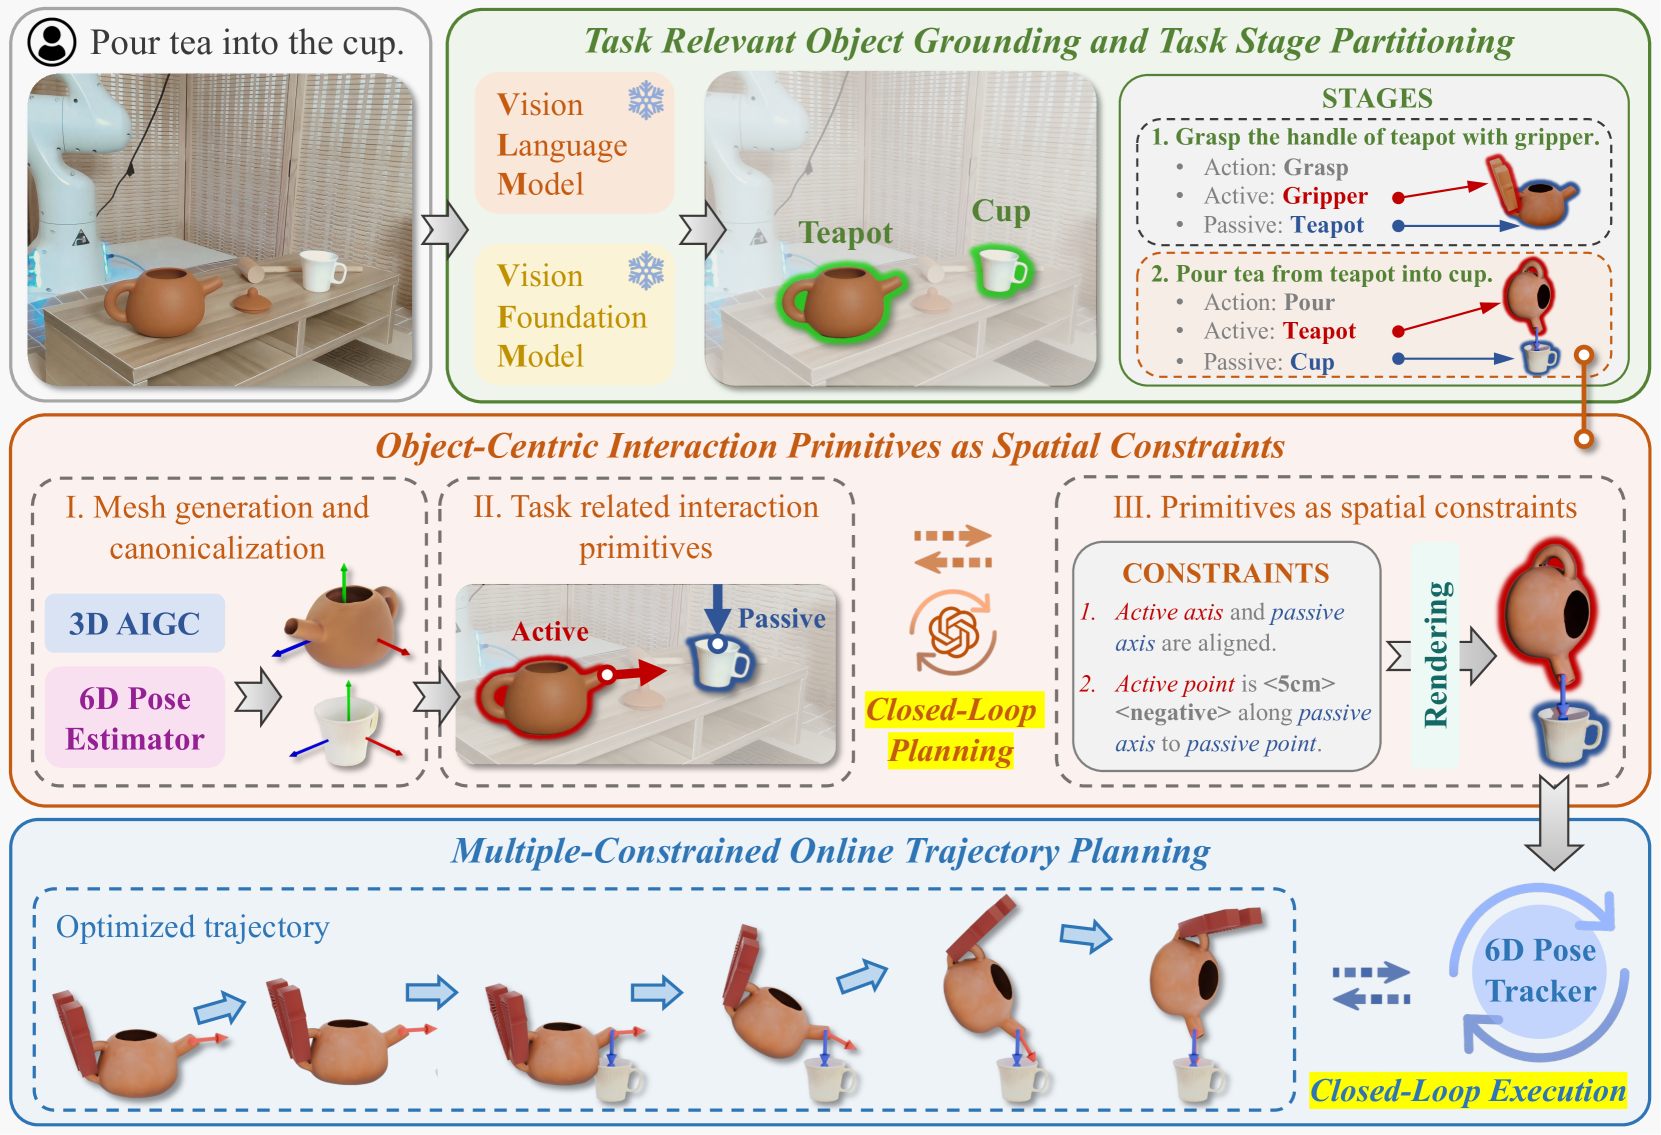 Pour tea into the cup.
Task Relevant Object Grounding and Task Stage Partitioning
Vision
Language
Model
Vision
Foundation
Model
Teapot
Cup
STAGES
1. Grasp the handle of teapot with gripper.
• Action: Grasp
• Active: Gripper
• Passive: Teapot
2. Pour tea from teapot into cup.
• Action: Pour
• Active: Teapot
• Passive: Cup
Object-Centric Interaction Primitives as Spatial Constraints
I. Mesh generation and
canonicalization
3D AIGC
6D Pose
Estimator
II. Task related interaction
primitives
Active
Passive
Closed-Loop
Planning
III. Primitives as spatial constraints
CONSTRAINTS
1. Active axis and passive
axis are aligned.
2. Active point is <5cm>
<negative> along passive
axis to passive point.
Rendering
Multiple-Constrained Online Trajectory Planning
Optimized trajectory
6D Pose
Tracker
Closed-Loop Execution